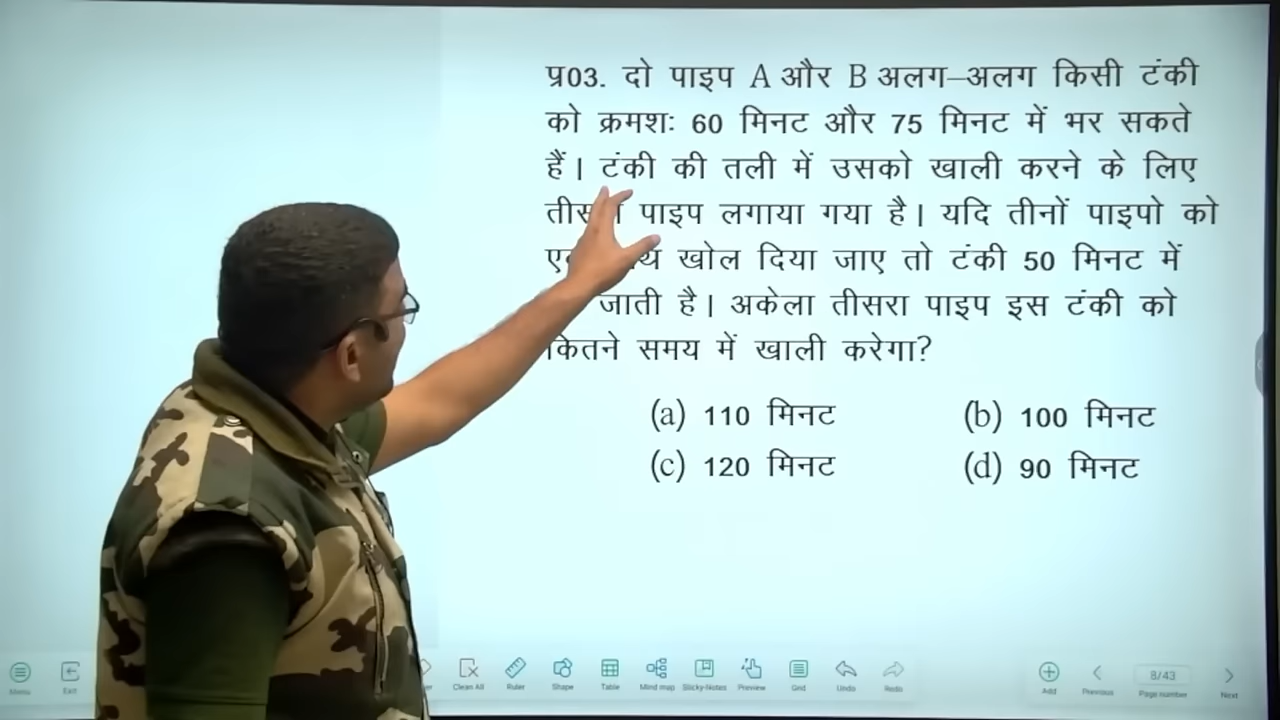 प्र03. दो पाइप A और B अलग–अलग किसी टंकी
को क्रमशः 60 मिनट और 75 मिनट में भर सकते
हैं। टंकी की तली में उसको खाली करने के लिए
पाइप लगाया गया है। यदि तीनों पाइपो को
खोल दिया जाए तो टंकी 50 मिनट में
जाती है। अकेला तीसरा पाइप इस टंकी को
कितने समय में खाली करेगा?
(a) 110 मिनट (b) 100 मिनट
(c) 120 मिनट (d) 90 मिनट
Menu Exit Clean All Ruler Shape Table Mind map Sticky-Notes Preview Grid Undo Redo Add Previous 8/43 Next
Page number